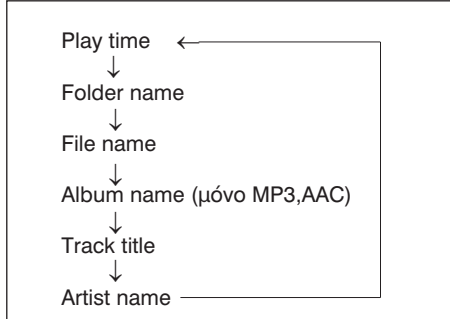 Play time
Folder name
File name
Album name (μόνο MP3,AAC)
Track title
Artist name